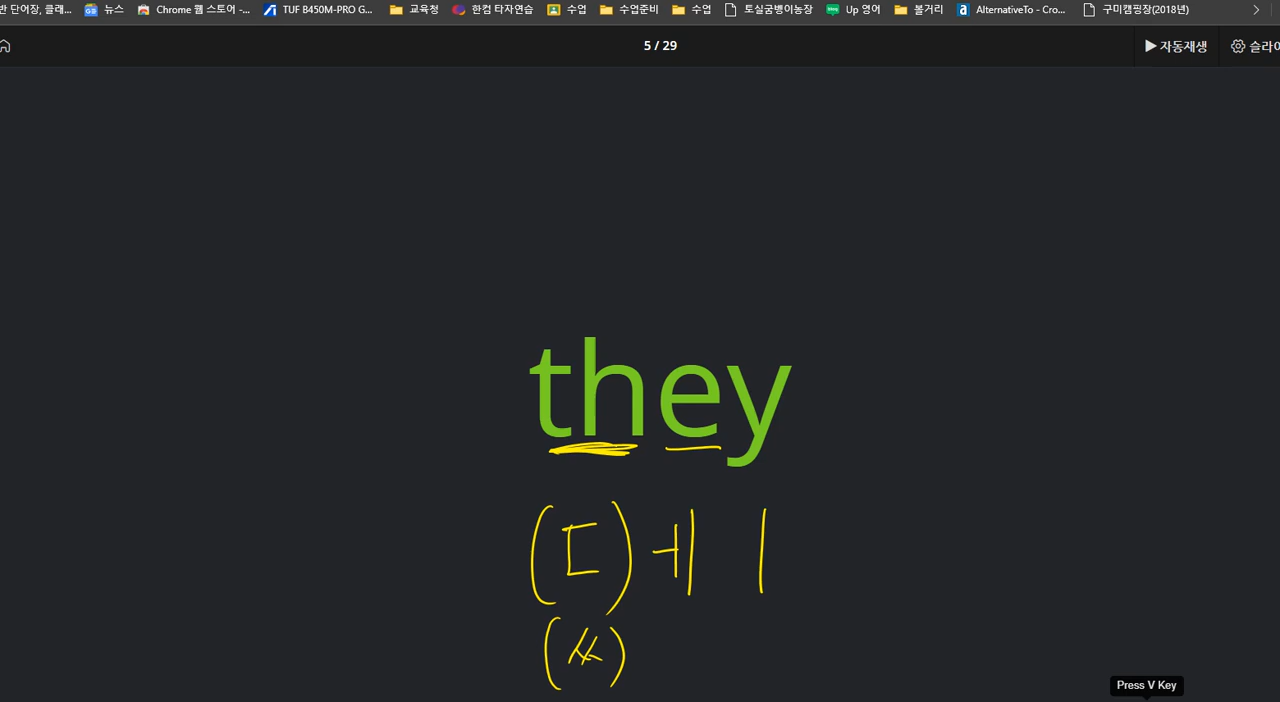 반 단어장, 클래... 뉴스 Chrome 웹 스토어 -... TUF B450M-PRO G... 교육청 한컴 타자연습 수업 수업준비 수업 토실굼벵이농장 Up 영어 볼거리 AlternativeTo - Cro... 구미캠핑장(2018년)
5 / 29 자동재생 슬라이
they
(ㄷ) ㅔ ㅣ
(ㅆ)
Press V Key